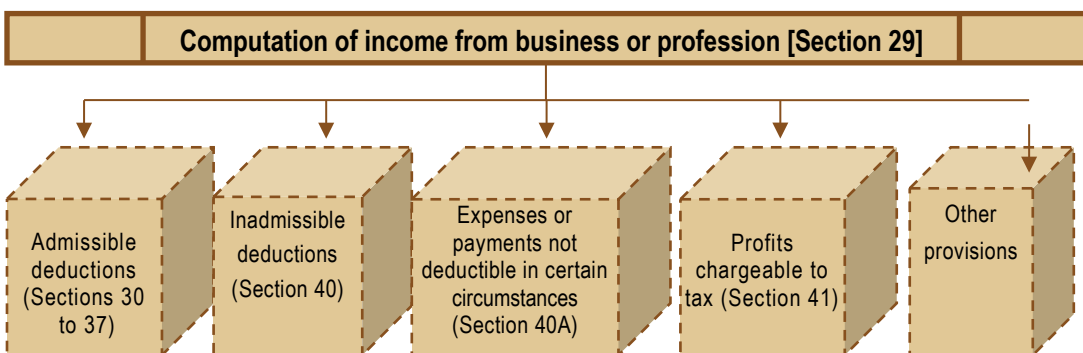 Computation of income from business or profession [Section 29]
Admissible
deductions
(Sections 30
to 37)
Inadmissible
deductions
(Section 40)
Expenses or
payments not
deductible in certain
circumstances
(Section 40A)
Profits
chargeable to
tax (Section 41)
Other
provisions